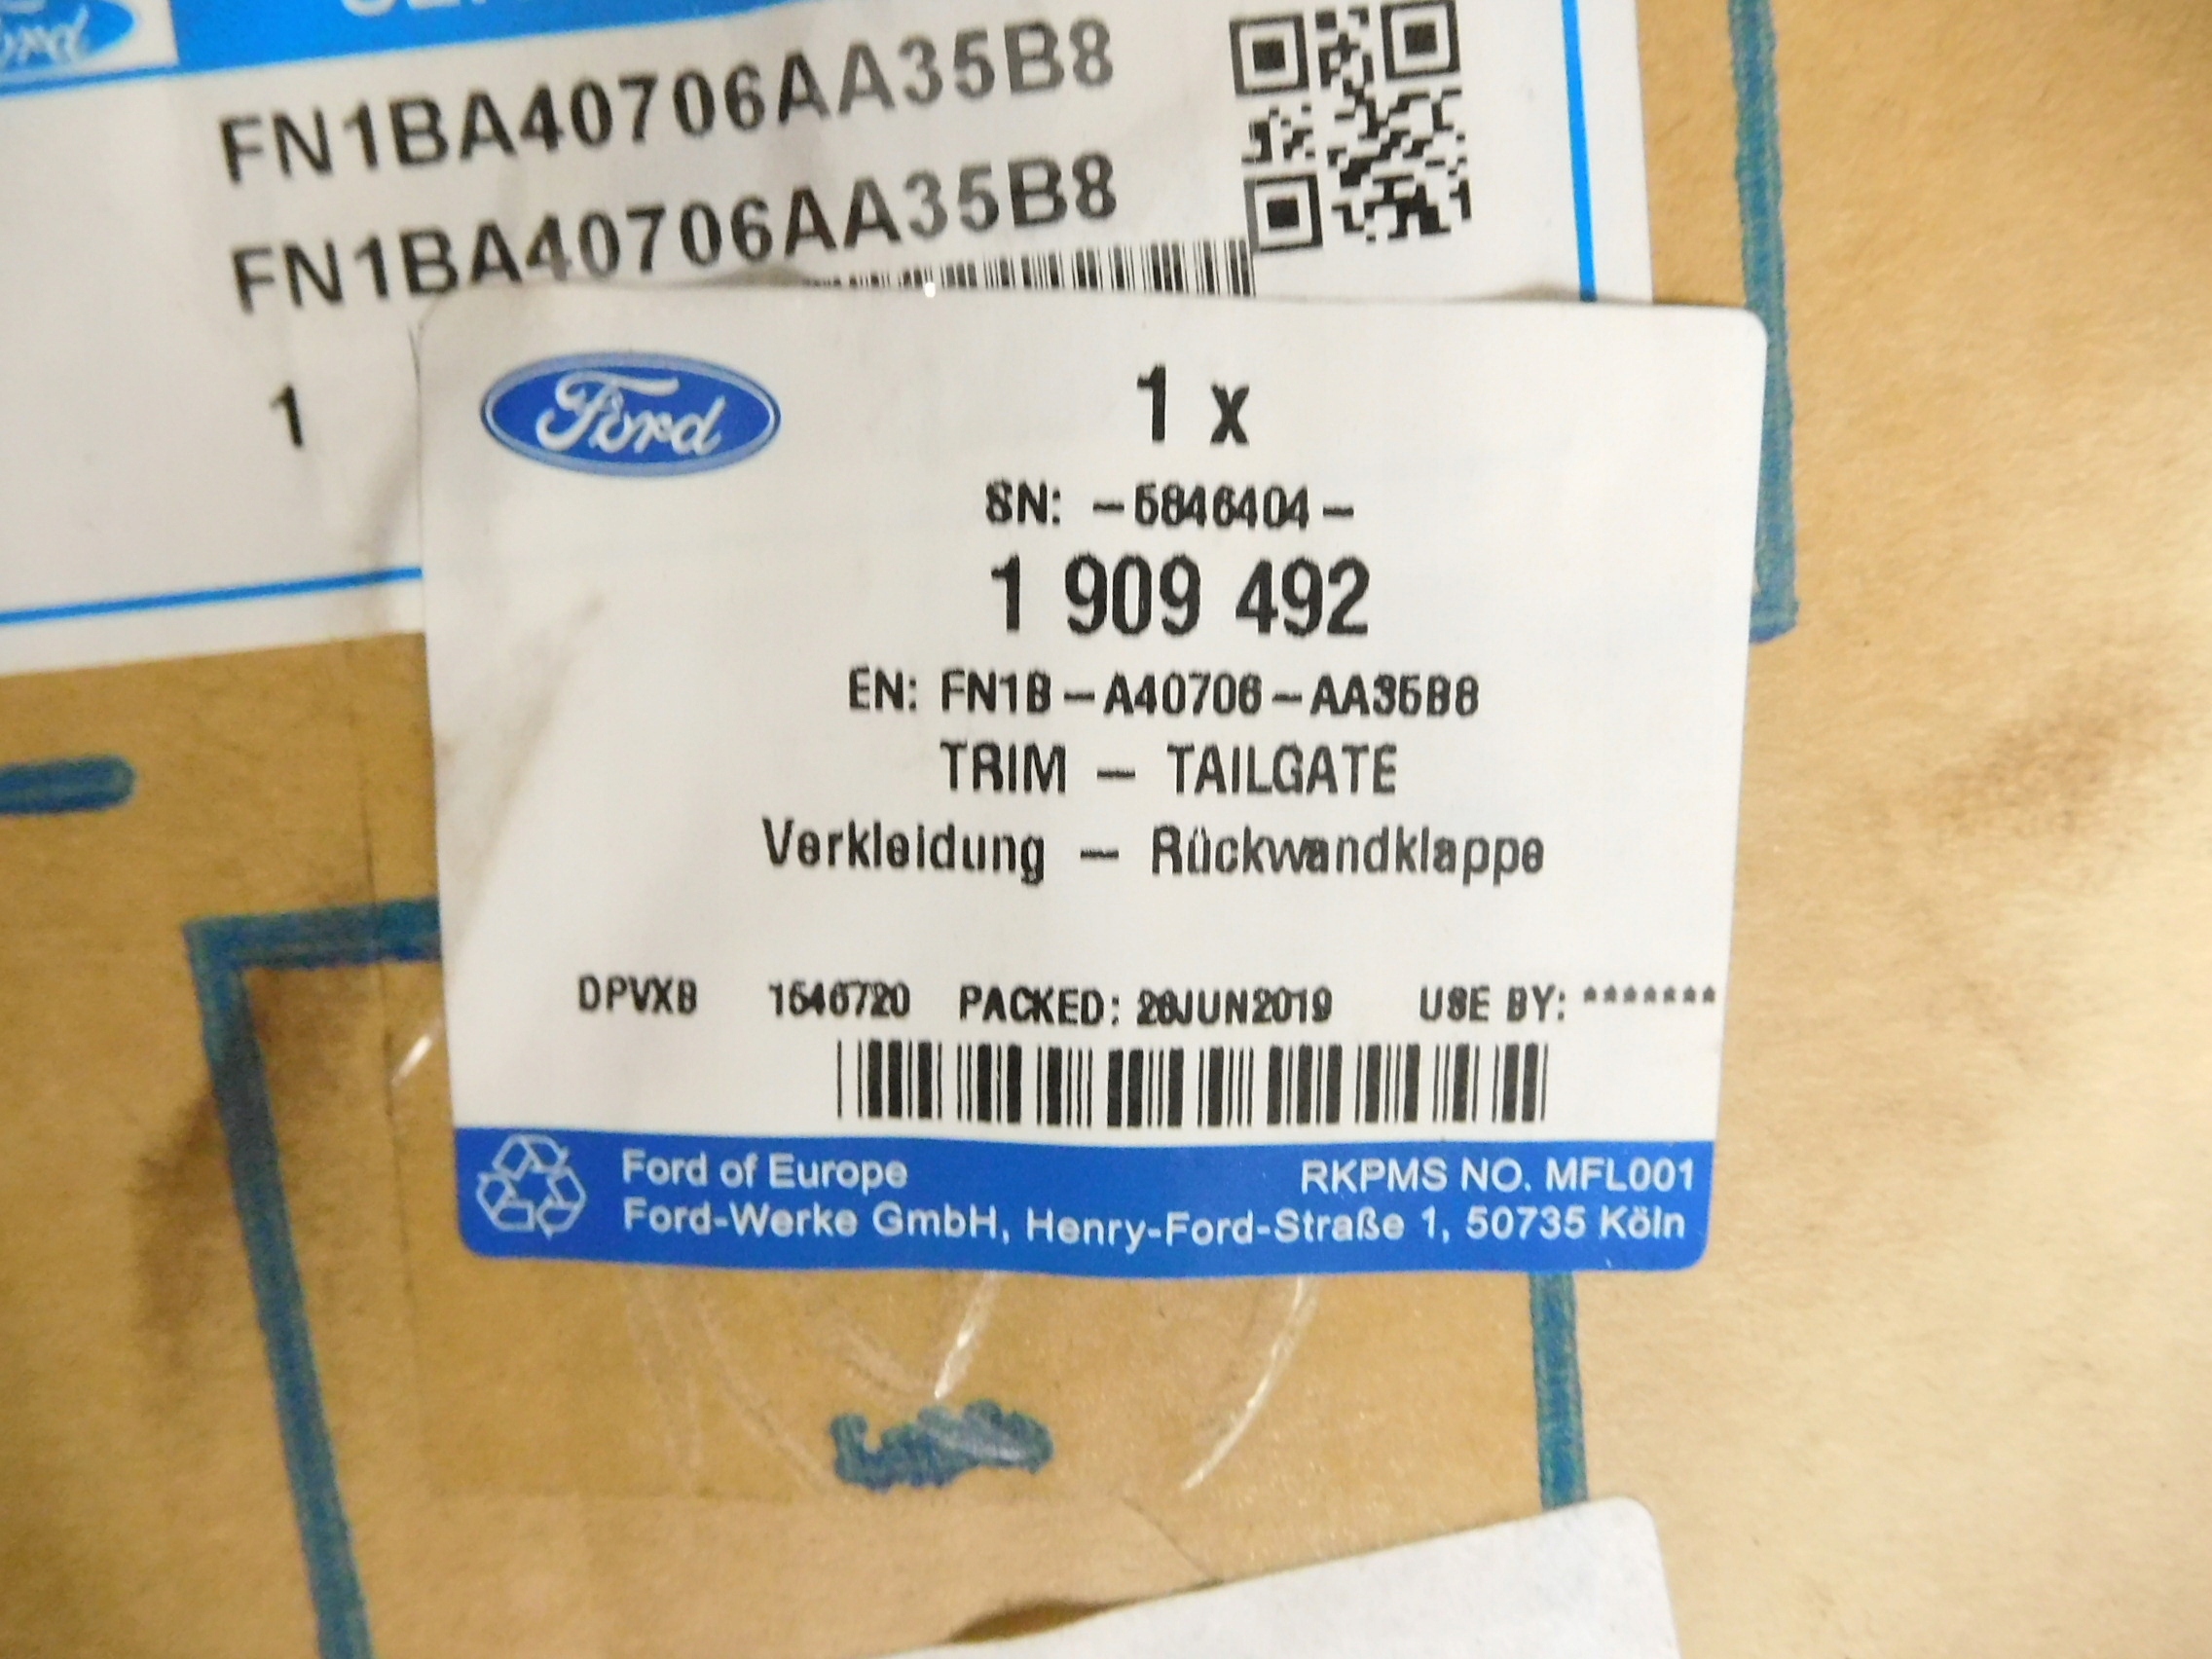 Ford
FN1BA40706AA35B8
FN1BA40706AA35B8
1
Ford
1 x
SN: -5846404-
1 909 492
EN: FN1B-A40706-AA35B8
TRIM - TAILGATE
Verkleidung - Rückwandklappe
DPVXB 1546720 PACKED: 26JUN2019 USE BY: *******
Ford of Europe RKPMS NO. MFL001
Ford-Werke GmbH, Henry-Ford-Straße 1, 50735 Köln